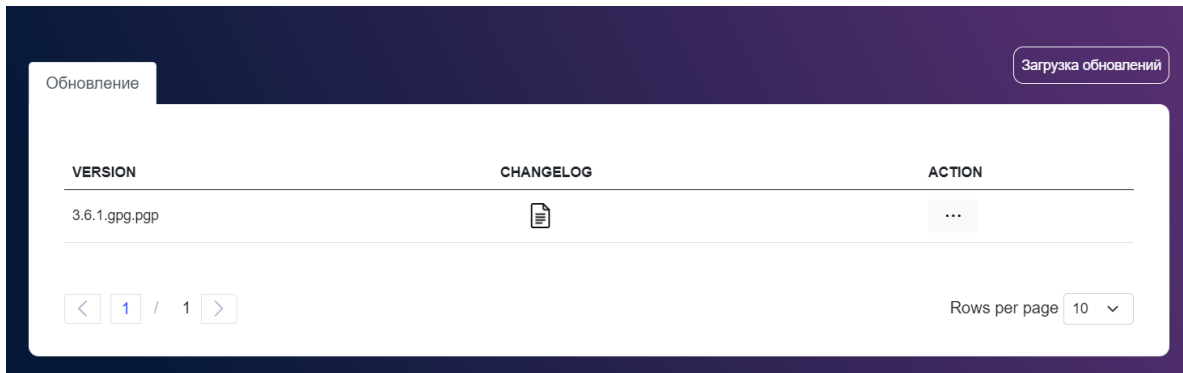 Загрузка обновлений
Обновление
VERSION CHANGELOG ACTION
3.6.1.gpg.pgp ...
1 / 1 Rows per page 10